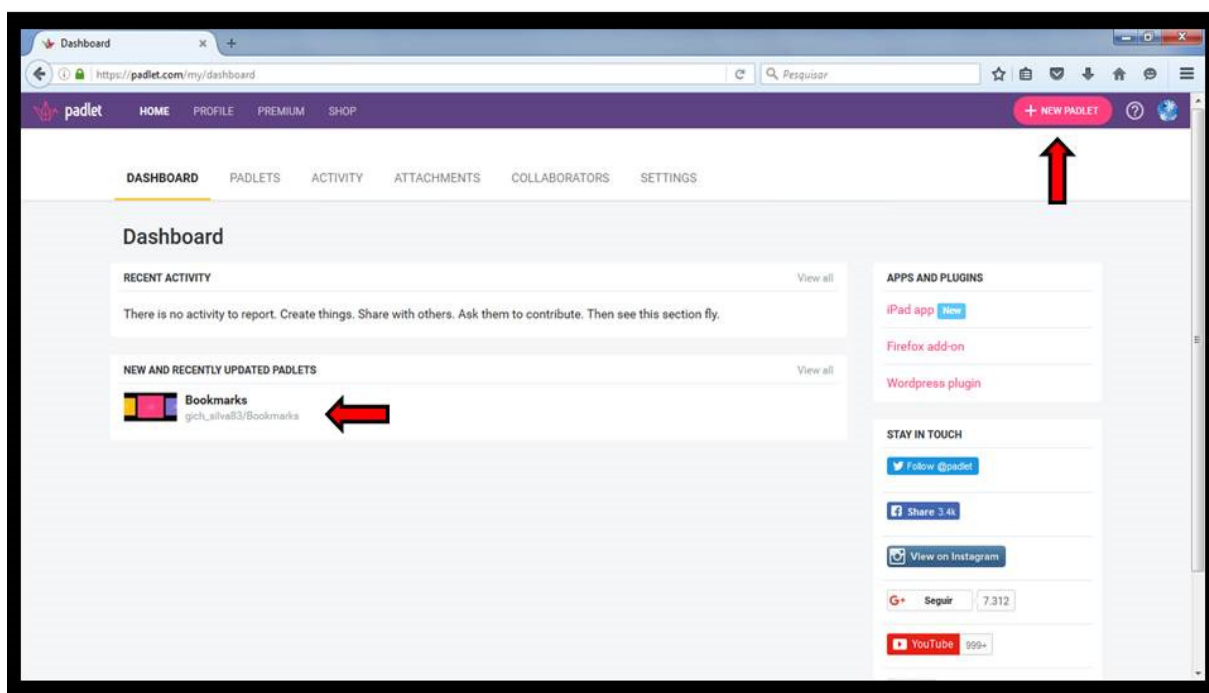 Dashboard
https://padlet.com/my/dashboard
Pesquisar
padlet HOME PROFILE PREMIUM SHOP
+ NEW PADLET
DASHBOARD PADLETS ACTIVITY ATTACHMENTS COLLABORATORS SETTINGS
Dashboard
RECENT ACTIVITY View all
There is no activity to report. Create things. Share with others. Ask them to contribute. Then see this section fly.
NEW AND RECENTLY UPDATED PADLETS View all
Bookmarks
gich_silva83/Bookmarks
APPS AND PLUGINS
iPad app New
Firefox add-on
Wordpress plugin
STAY IN TOUCH
Follow @padlet
Share 3.4k
View on Instagram
G+ Seguir 7.312
YouTube 999+